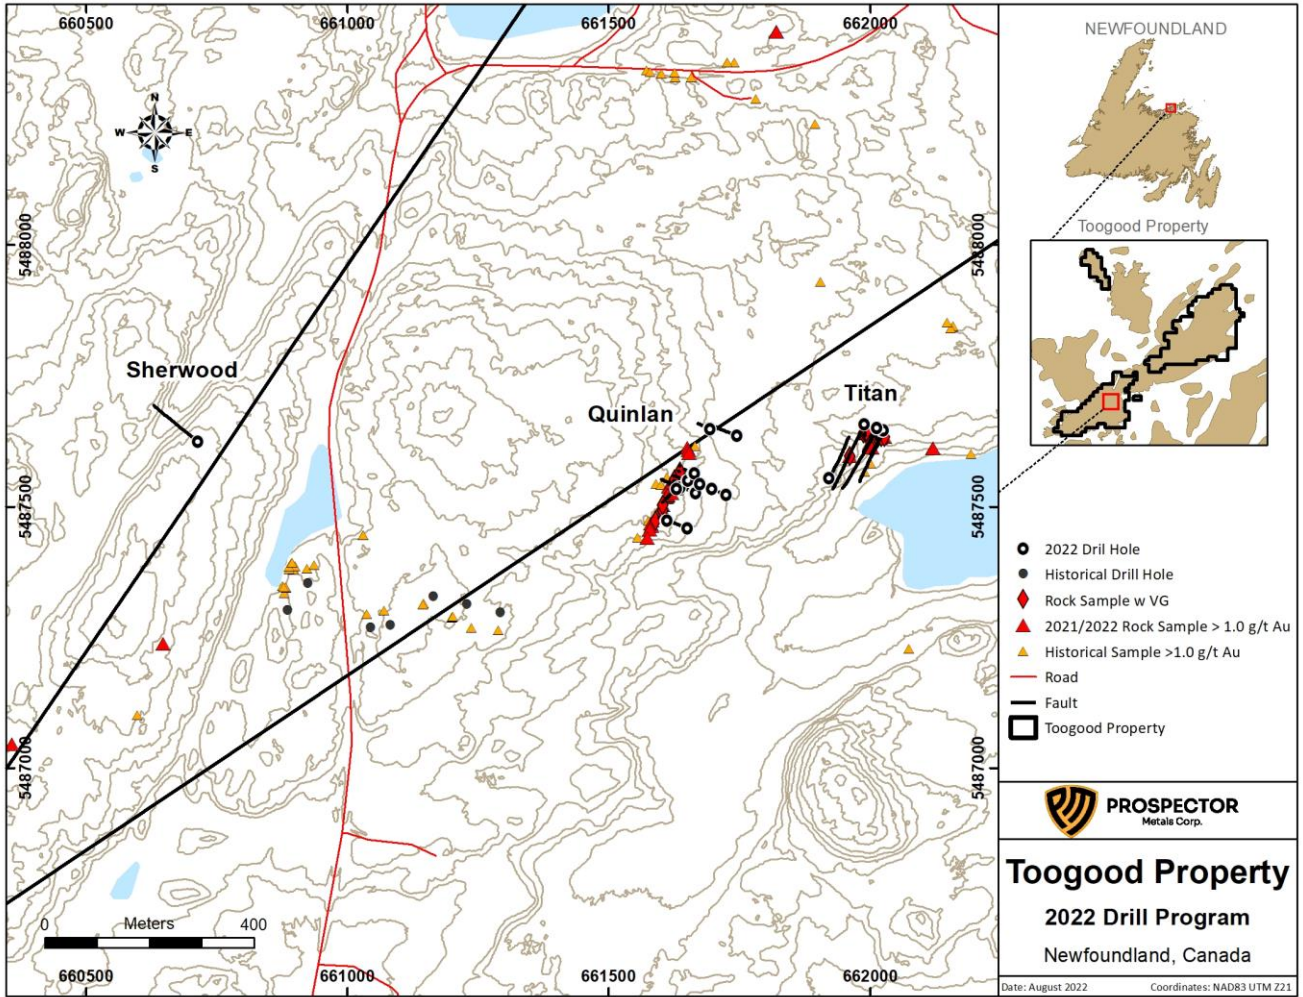 660500
661000
661500
662000
N
W
E
S
5488000
5488000
Sherwood
Quinlan
Titan
5487500
5487500
5487000
5487000
0
Meters
400
660500
661000
661500
662000
NEWFOUNDLAND
Toogood Property
2022 Dril Hole
Historical Drill Hole
Rock Sample w VG
2021/2022 Rock Sample > 1.0 g/t Au
Historical Sample >1.0 g/t Au
Road
Fault
Toogood Property
PROSPECTOR
Metals Corp.
Toogood Property
2022 Drill Program
Newfoundland, Canada
Date: August 2022
Coordinates: NAD83 UTM Z21